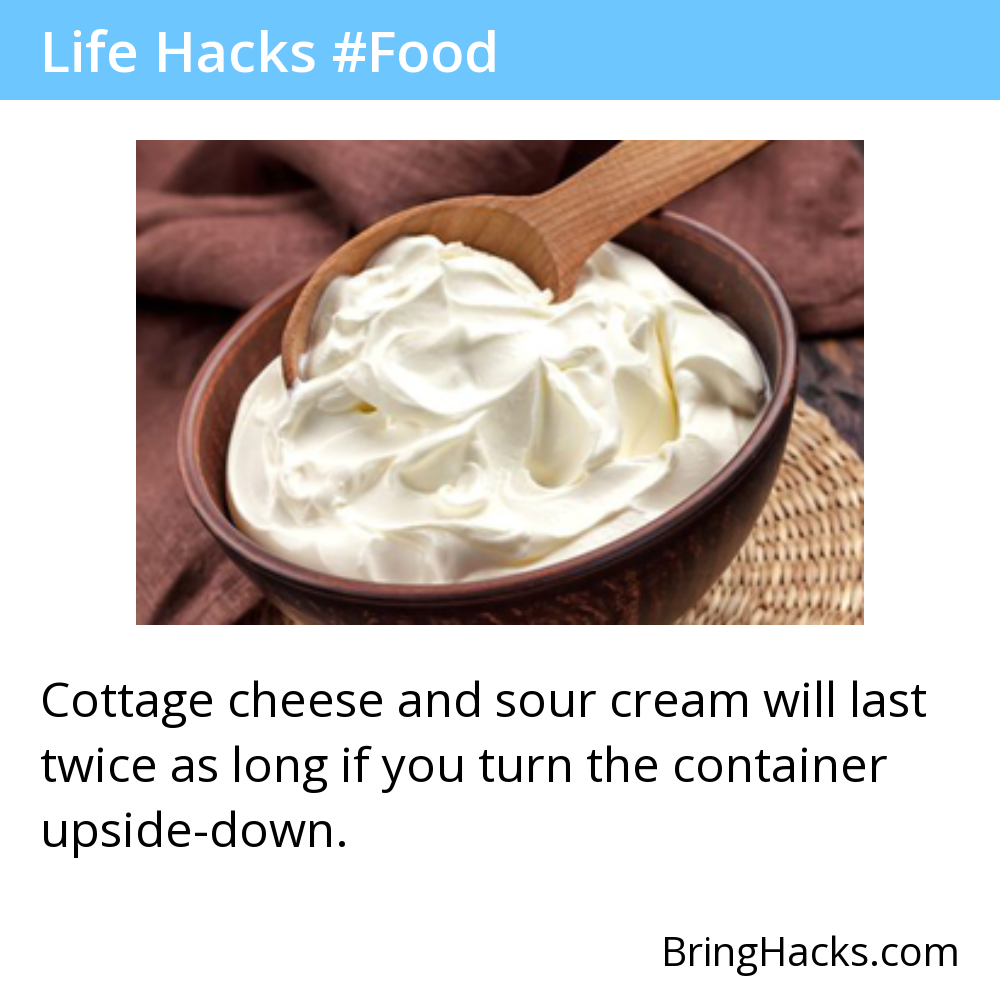 Life Hacks #Food
Cottage cheese and sour cream will last
twice as long if you turn the container
upside-down.
BringHacks.com